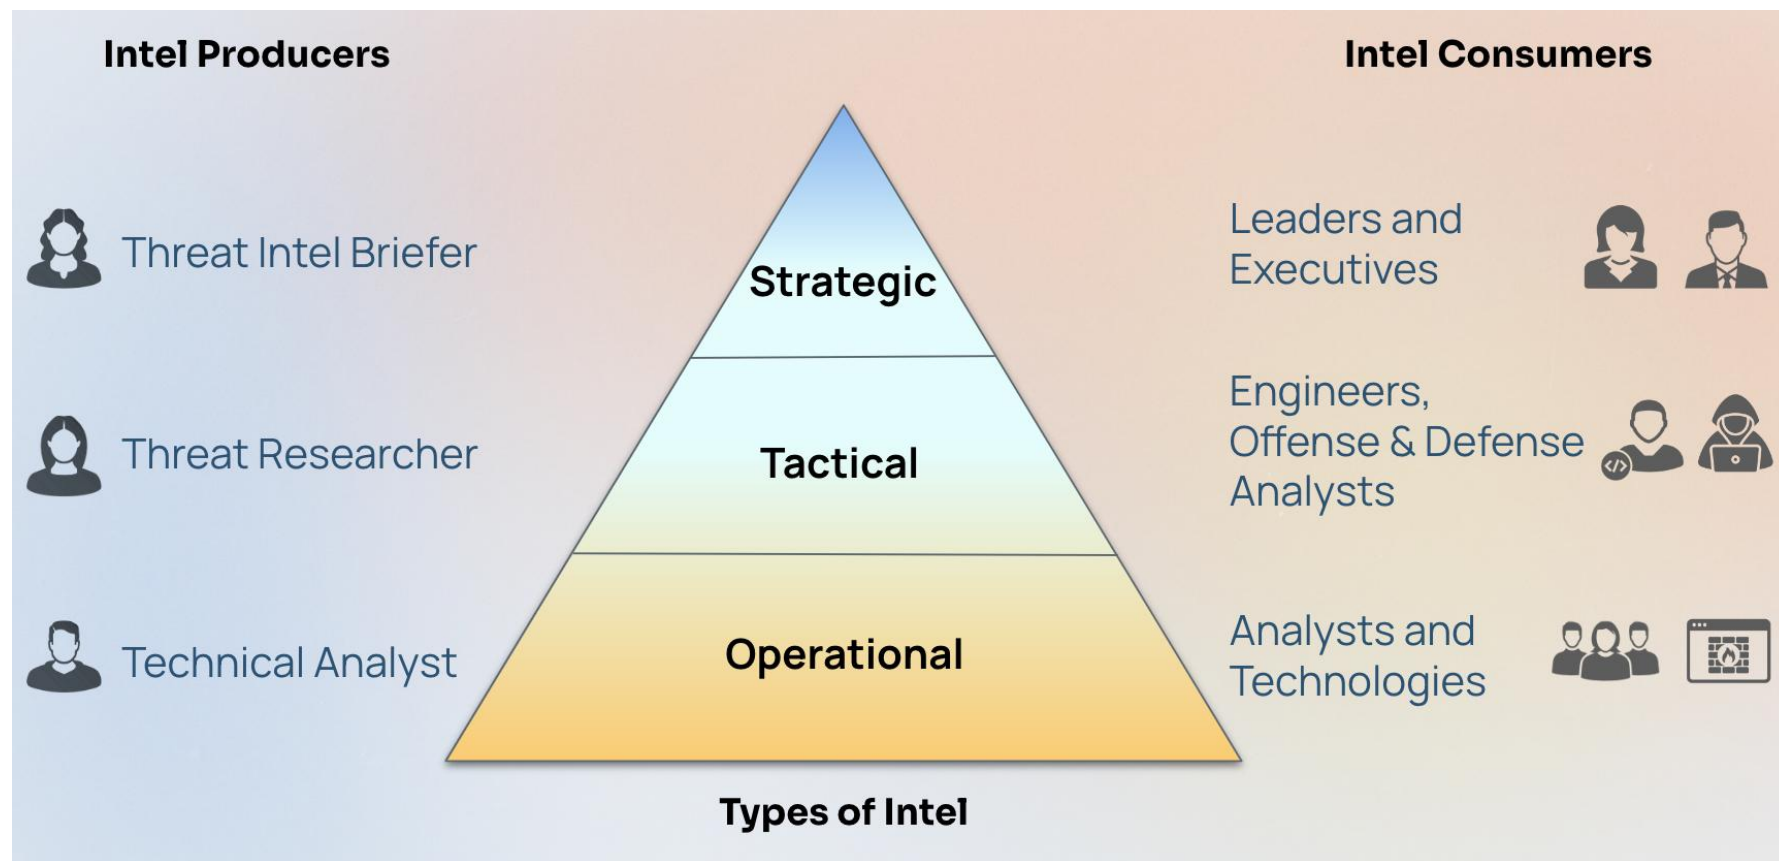 Intel Producers
Intel Consumers
Threat Intel Briefer
Strategic
Leaders and
Executives
Threat Researcher
Tactical
Engineers,
Offense & Defense
Analysts
</>
Technical Analyst
Operational
Analysts and
Technologies
Types of Intel